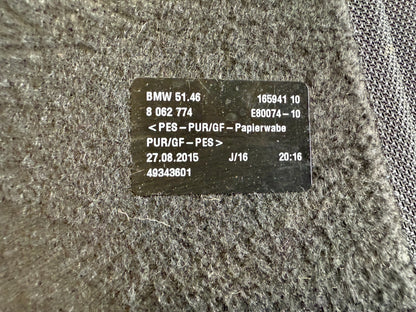 BMW 51.46 165941 10
8 062 774 E80074-10
<PES-PUR/GF-Papierwabe
PUR/GF-PES>
27.08.2015 J/16 20:16
49343601